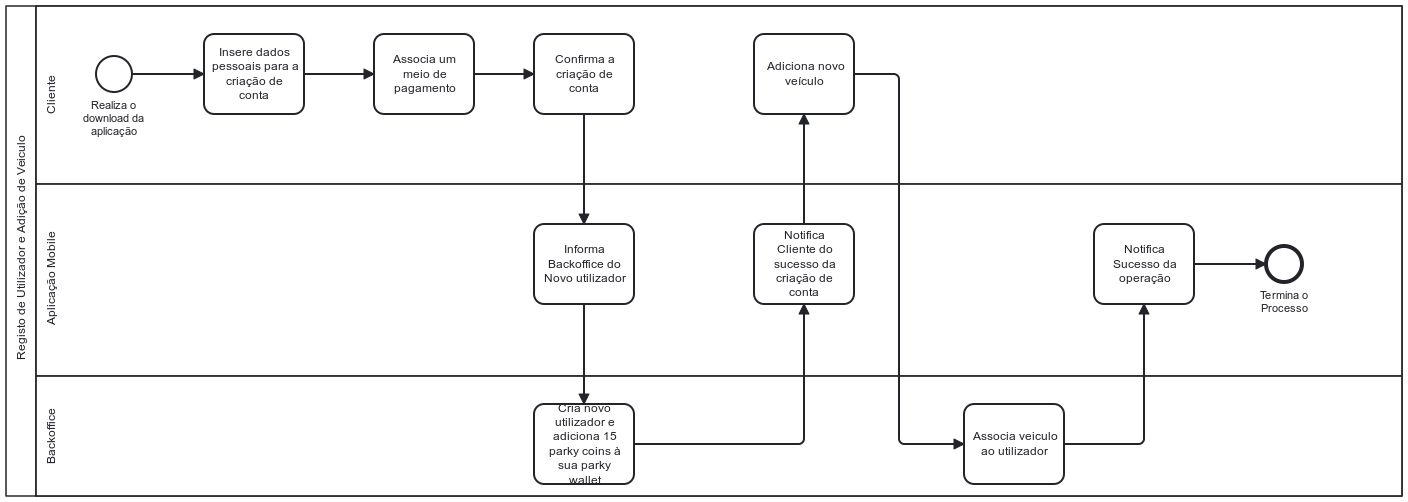 Registo de Utilizador e Adição de Veiculo
Cliente
Realiza o
download da
aplicação
Insere dados
pessoais para a
criação de
conta
Associa um
meio de
pagamento
Confirma a
criação de
conta
Adiciona novo
veículo
Aplicação Mobile
Informa
Backoffice do
Novo utilizador
Notifica
Cliente do
sucesso da
criação de
conta
Notifica
Sucesso da
operação
Termina o
Processo
Backoffice
Cria novo
utilizador e
adiciona 15
parky coins à
sua parky
wallet
Associa veiculo
ao utilizador